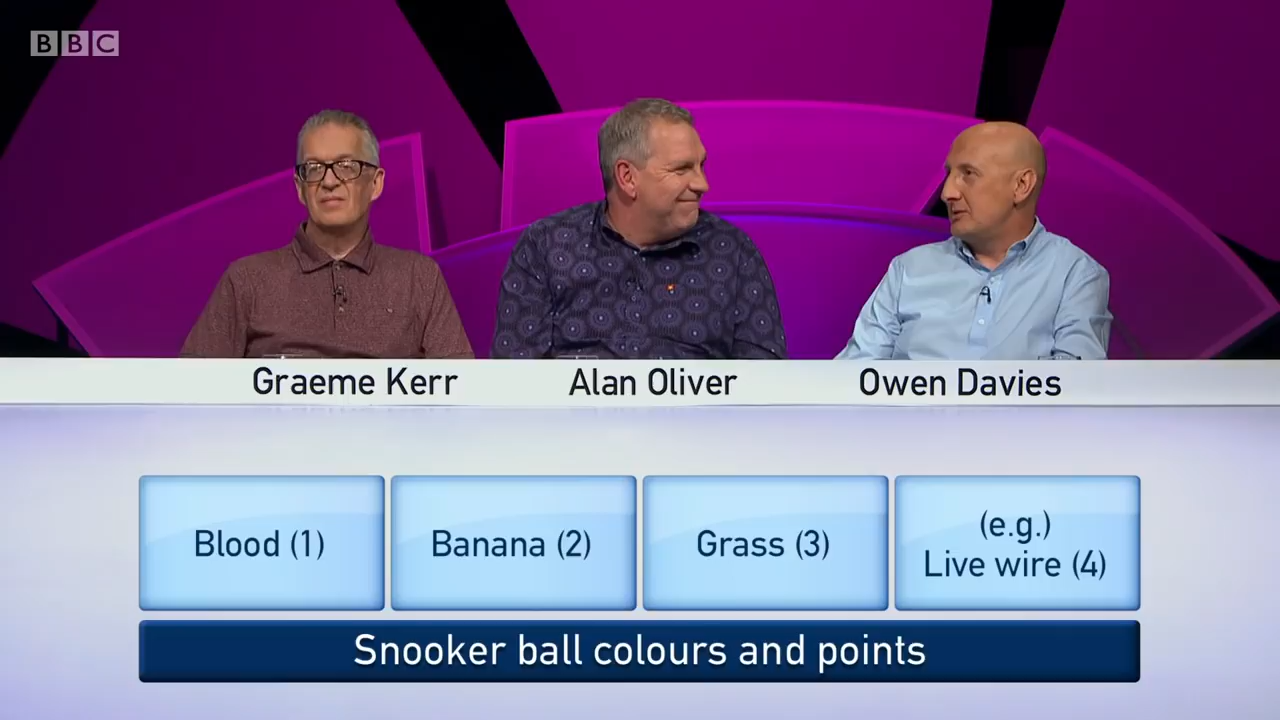 BBC
Graeme Kerr
Alan Oliver
Owen Davies
Blood (1)
Banana (2)
Grass (3)
(e.g.)
Live wire (4)
Snooker ball colours and points